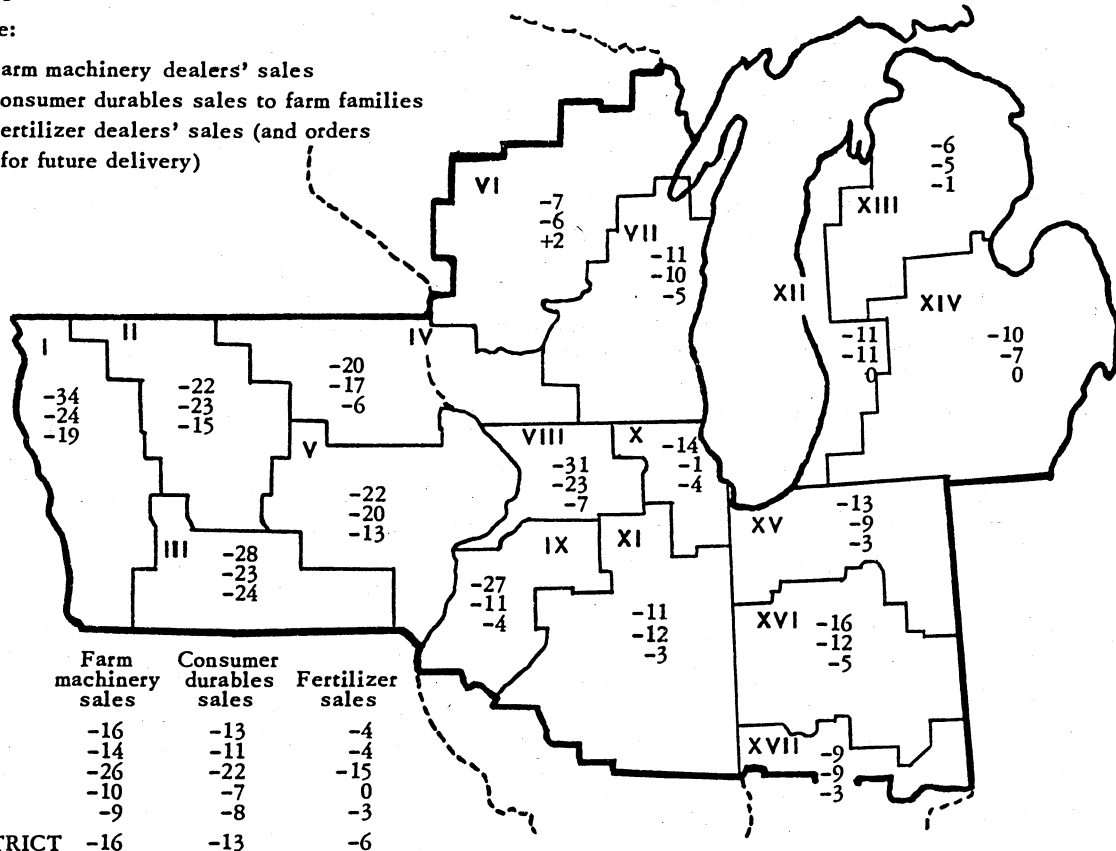 e:
arm machinery dealers' sales
onsumer durables sales to farm families
ertilizer dealers' sales (and orders
for future delivery)
VI
-7
-6
+2
VII
-11
-10
-5
XIII
-6
-5
-1
XII
-11
-11
0
XIV
-10
-7
0
I
-34
-24
-19
II
-22
-23
-15
IV
-20
-17
-6
V
-22
-20
-13
III
-28
-23
-24
VIII
-31
-23
-7
X
-14
-1
-4
IX
-27
-11
-4
XI
-11
-12
-3
XV
-13
-9
-3
XVI
-16
-12
-5
XVII
-9
-9
-3
Farm Consumer
machinery durables Fertilizer
sales sales sales
-16 -13 -4
-14 -11 -4
-26 -22 -15
-10 -7 0
-9 -8 -3
TRICT -16 -13 -6